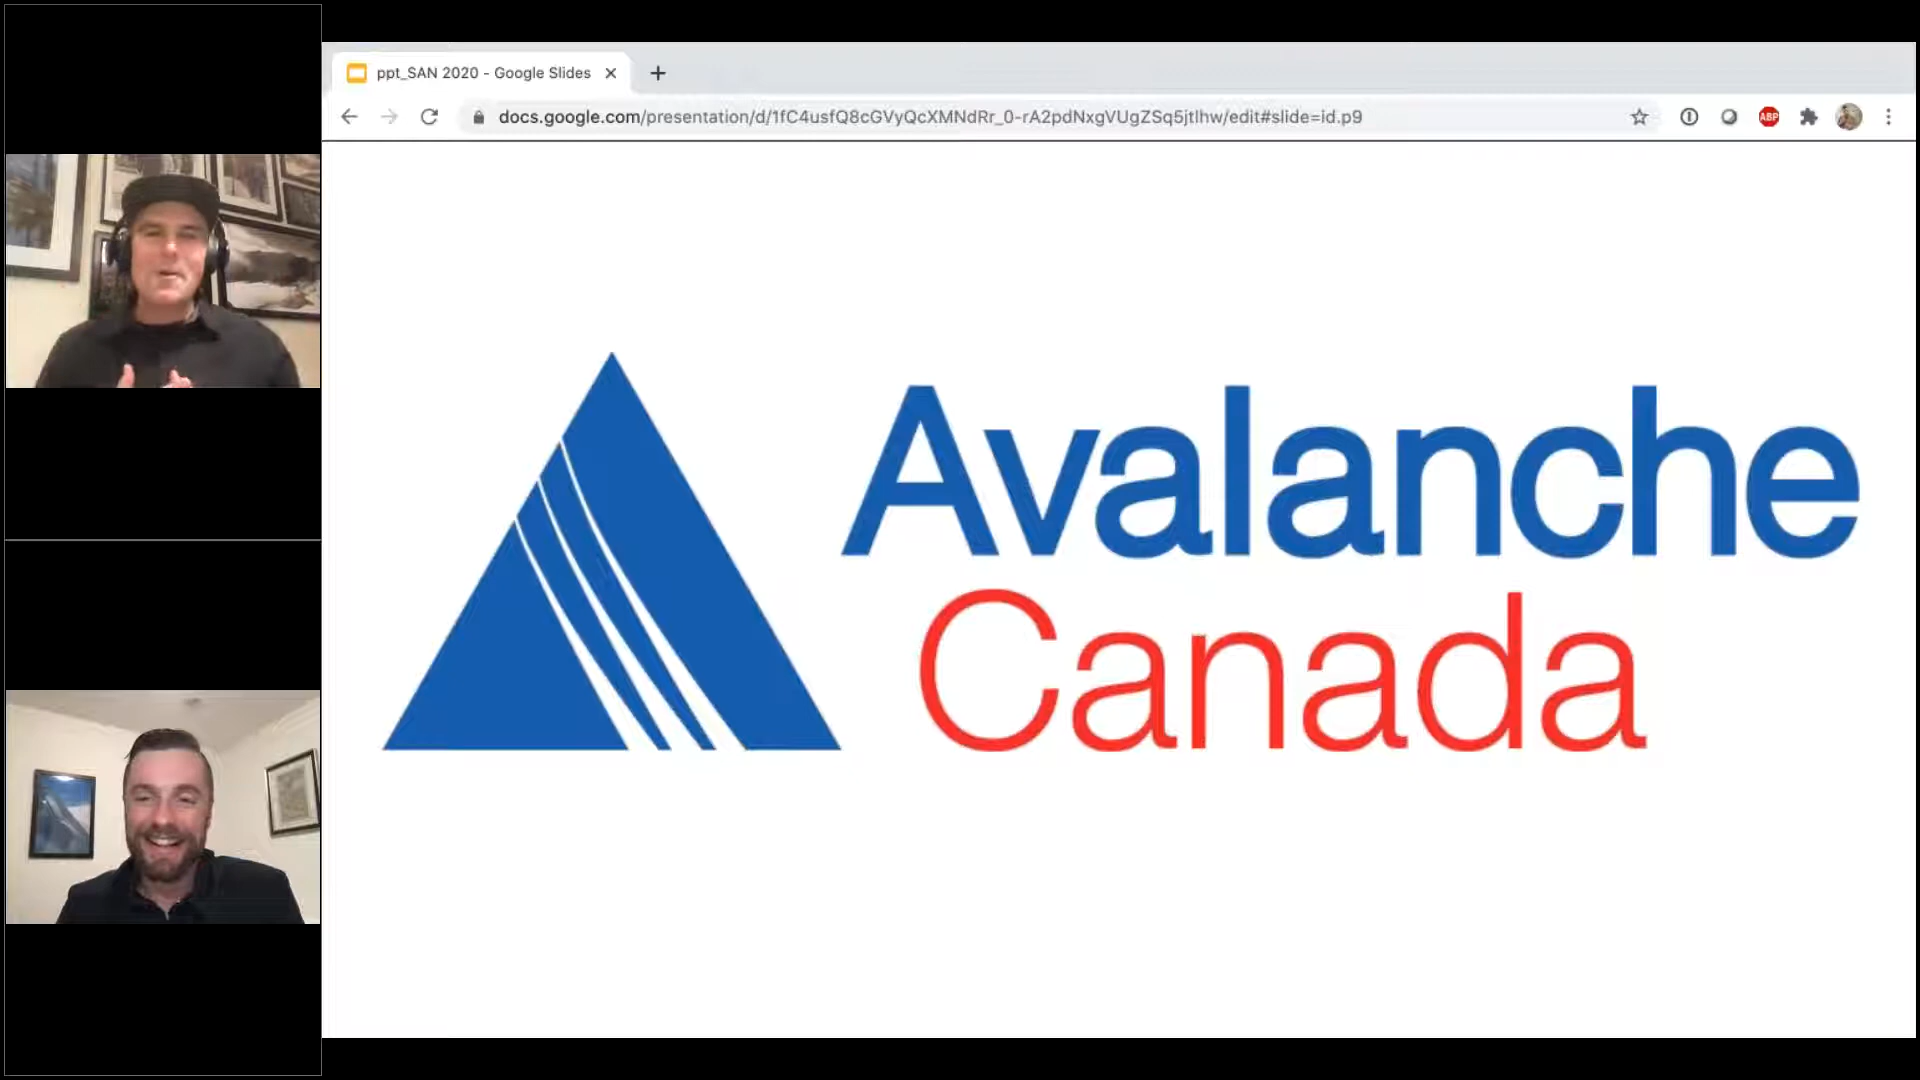 ppt_SAN 2020 - Google Slides
docs.google.com/presentation/d/1fC4usfQ8cGVyQcXMNdRr_0-rA2pdNxgVUgZSq5jtlhw/edit#slide=id.p9
ABP
Avalanche
Canada